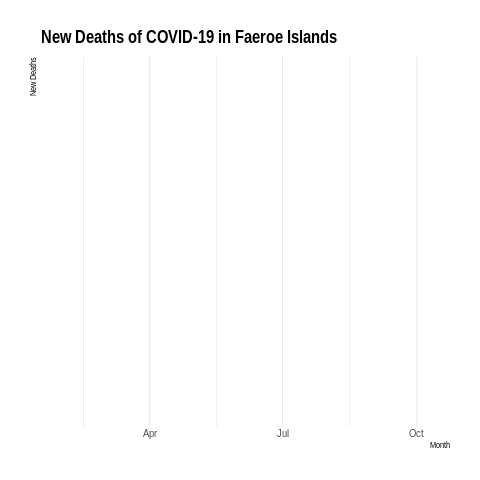 New Deaths of COVID-19 in Faeroe Islands
New Deaths
Apr Jul Oct
Month